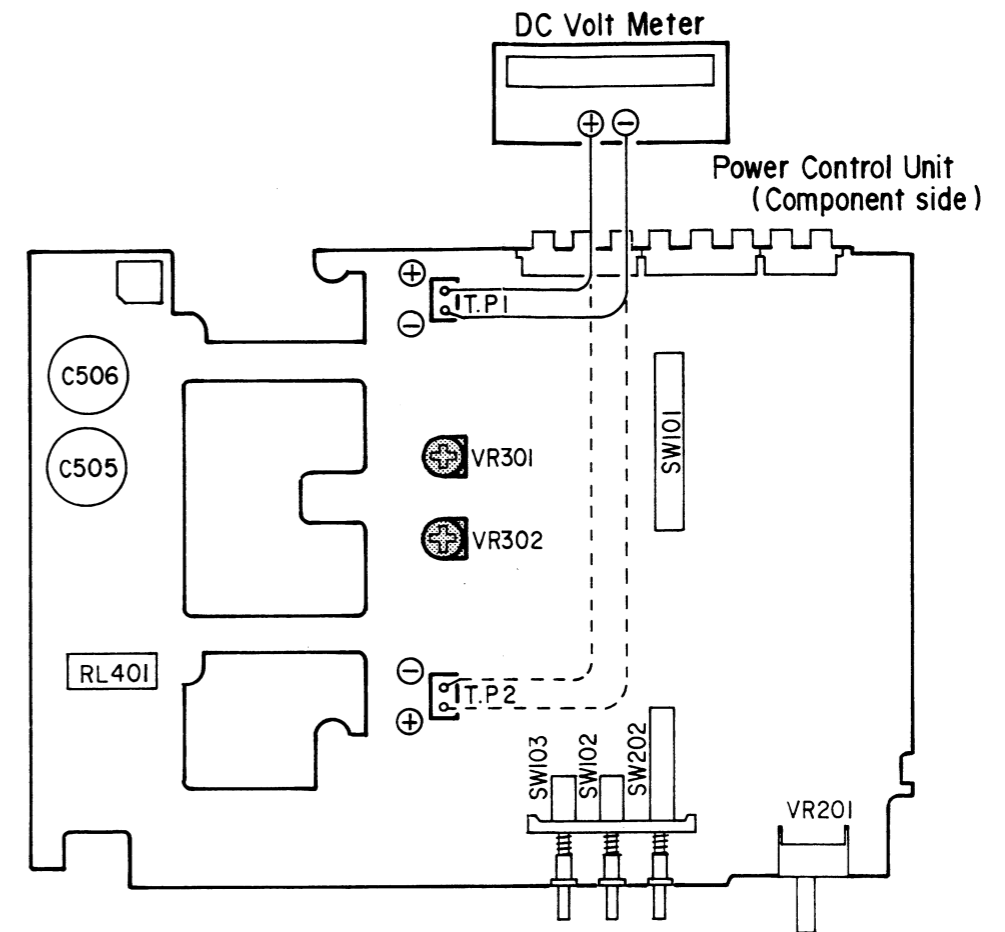 DC Volt Meter
⊕ ⊖
Power Control Unit
(Component side)
⊕
T.P1
⊖
C506
C505
VR301
VR302
SW101
RL401
⊖
T.P2
⊕
SW103
SW102
SW202
VR201